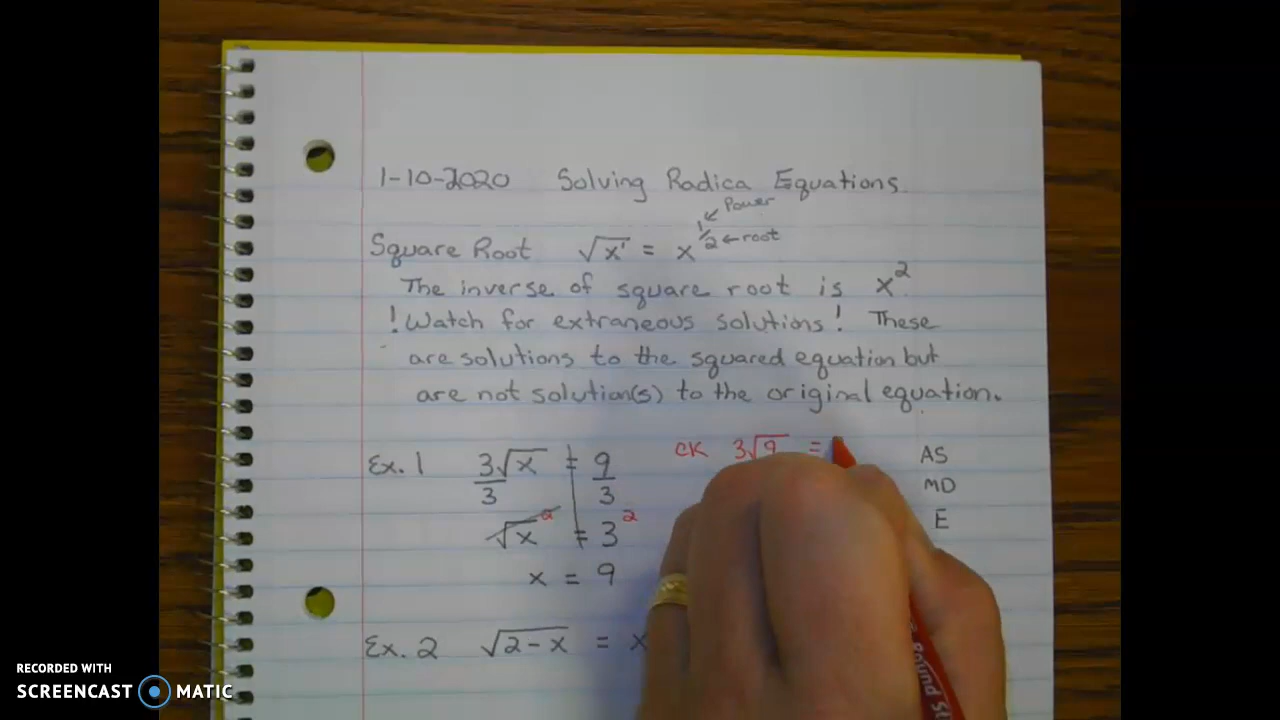 1-10-2020 Solving Radica Equations
Power
Square Root √x = x^1/2 ←root
The inverse of square root is x²
! Watch for extraneous solutions! These
are solutions to the squared equation but
are not solution(s) to the original equation.
Ex. 1 3√x = 9
3 3
√x² = 3²
x = 9
CK 3√9 =
AS
MD
E
Ex. 2 √2-x = x
RECORDED WITH
SCREENCAST MATIC